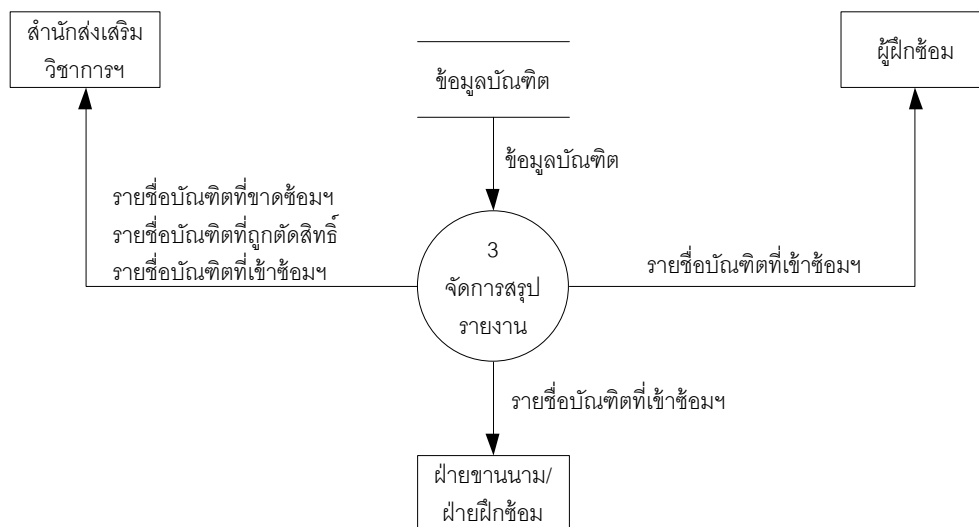 สำนักส่งเสริม
วิชาการฯ
ข้อมูลบัณฑิต
ผู้ฝึกซ้อม
ข้อมูลบัณฑิต
รายชื่อบัณฑิตที่ขาดซ้อมฯ
รายชื่อบัณฑิตที่ถูกตัดสิทธิ์
รายชื่อบัณฑิตที่เข้าซ้อมฯ
3
จัดการสรุป
รายงาน
รายชื่อบัณฑิตที่เข้าซ้อมฯ
รายชื่อบัณฑิตที่เข้าซ้อมฯ
ฝ่ายขานนาม/
ฝ่ายฝึกซ้อม